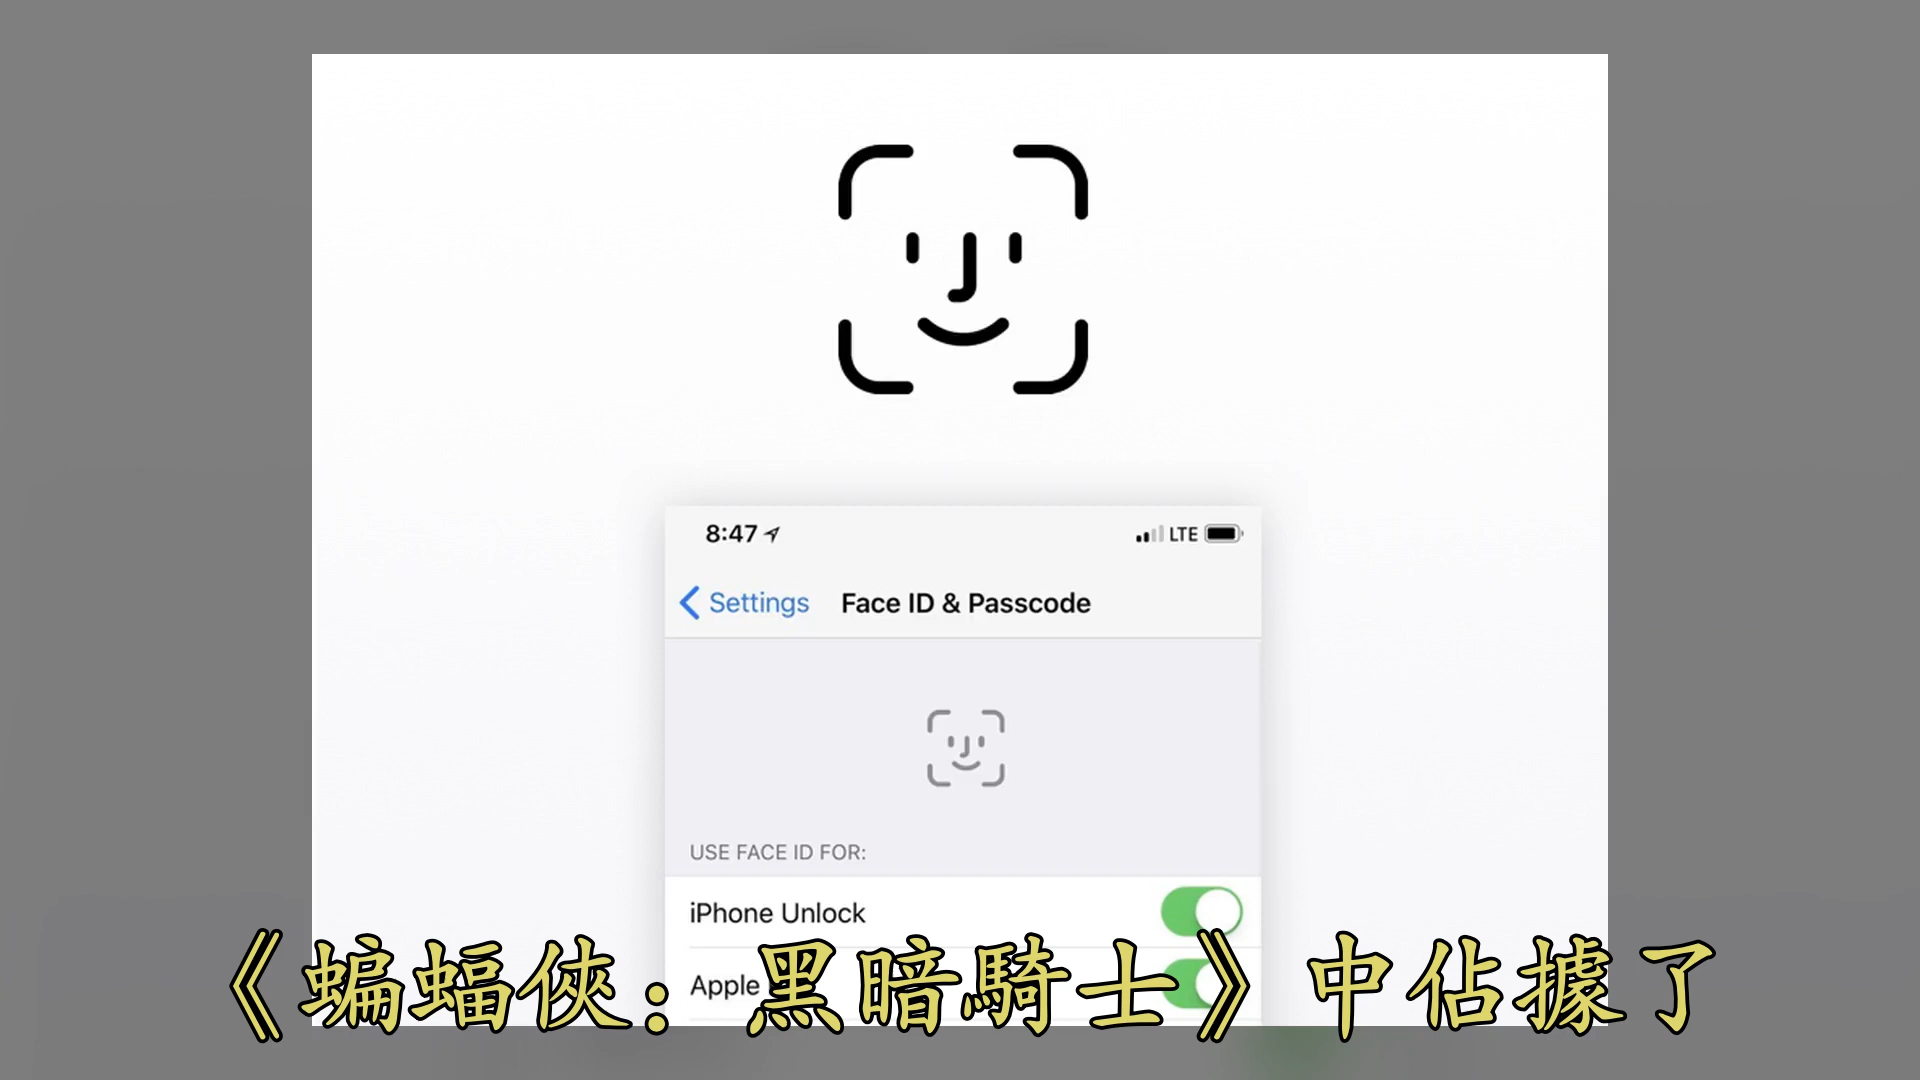 8:47 LTE
Settings Face ID & Passcode
USE FACE ID FOR:
iPhone Unlock
Apple
《蝙蝠俠：黑暗騎士》中佔據了